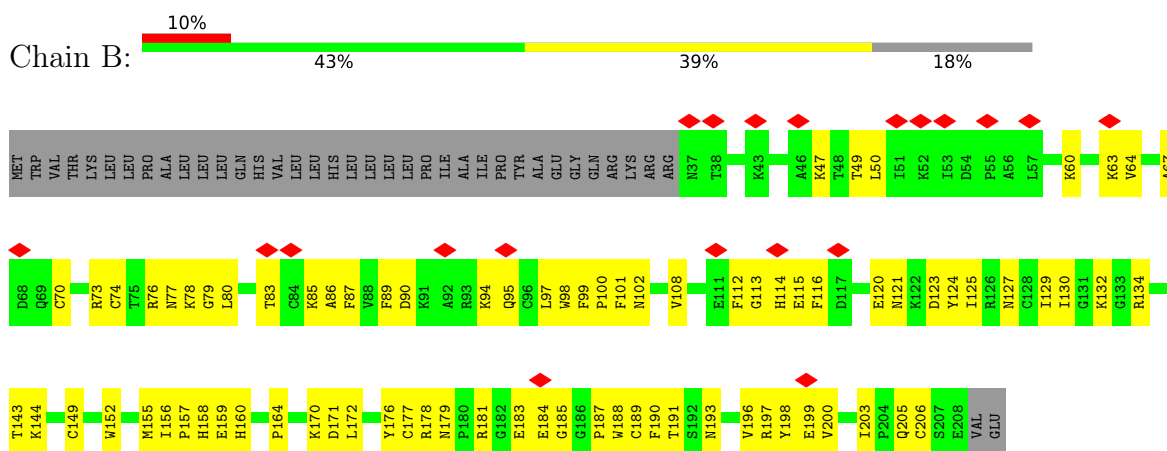 10%
Chain B:
43% 39% 18%
MET TRP VAL THR LYS LEU LEU PRO ALA LEU LEU LEU GLN HIS VAL LEU LEU HIS LEU LEU LEU LEU PRO ILE ALA ILE PRO TYR ALA GLU GLY GLN ARG LYS ARG ARG N37 T38 K43 A46 K47 T48 T49 L50 I51 K52 I53 D54 P55 A56 L57 K60 K63 V64 A67
D68 Q69 C70 R73 C74 T75 R76 N77 K78 G79 L80 T83 C84 K85 A86 F87 V88 F89 D90 K91 A92 R93 K94 Q95 C96 L97 W98 F99 P100 F101 N102 V108 E111 F112 G113 H114 E115 F116 D117 E120 N121 K122 D123 Y124 I125 R126 N127 C128 I129 I130 G131 K132 G133 R134
T143 K144 C149 W152 M155 I156 P157 H158 E159 H160 P164 K170 D171 L172 Y176 C177 R178 N179 P180 R181 G182 E183 E184 G185 G186 P187 W188 C189 F190 T191 S192 N193 V196 R197 Y198 E199 V200 I203 P204 Q205 C206 S207 E208 VAL GLU